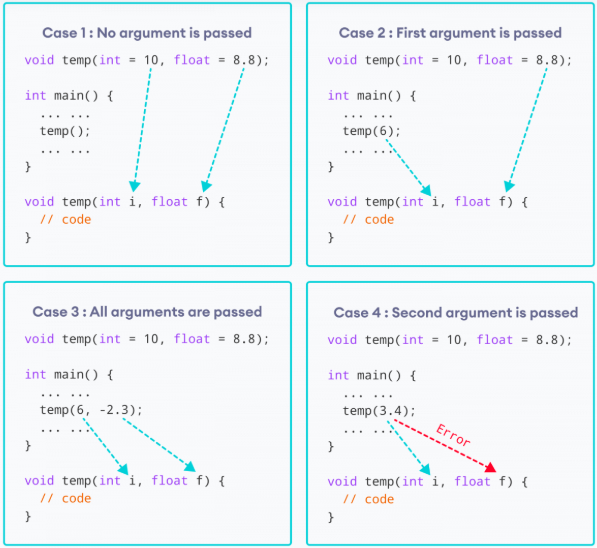 Case 1 : No argument is passed
void temp(int = 10, float = 8.8);
int main() {
... ...
temp();
... ...
}
void temp(int i, float f) {
// code
}
Case 2 : First argument is passed
void temp(int = 10, float = 8.8);
int main() {
... ...
temp(6);
... ...
}
void temp(int i, float f) {
// code
}
Case 3 : All arguments are passed
void temp(int = 10, float = 8.8);
int main() {
... ...
temp(6, -2.3);
... ...
}
void temp(int i, float f) {
// code
}
Case 4 : Second argument is passed
void temp(int = 10, float = 8.8);
int main() {
... ...
temp(3.4);
... ...
}
Error
void temp(int i, float f) {
// code
}